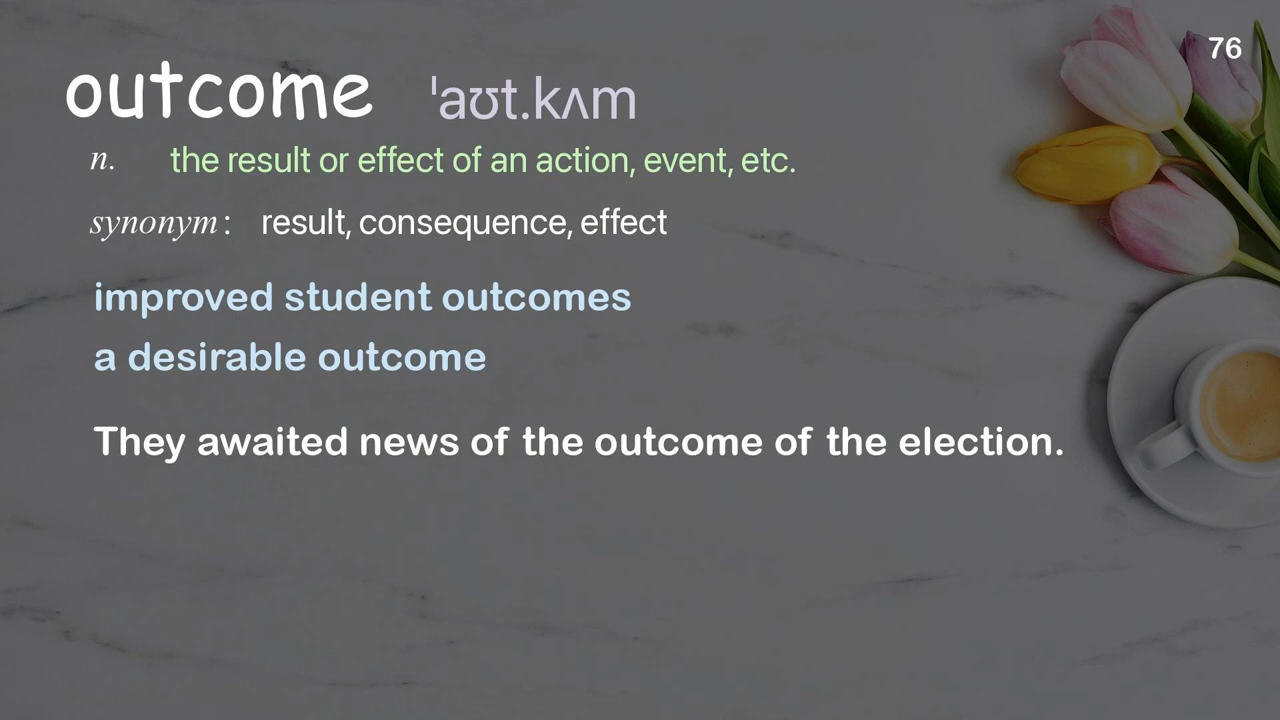 76
outcome ˈaʊt.kʌm
n. the result or effect of an action, event, etc.
synonym : result, consequence, effect
improved student outcomes
a desirable outcome
They awaited news of the outcome of the election.